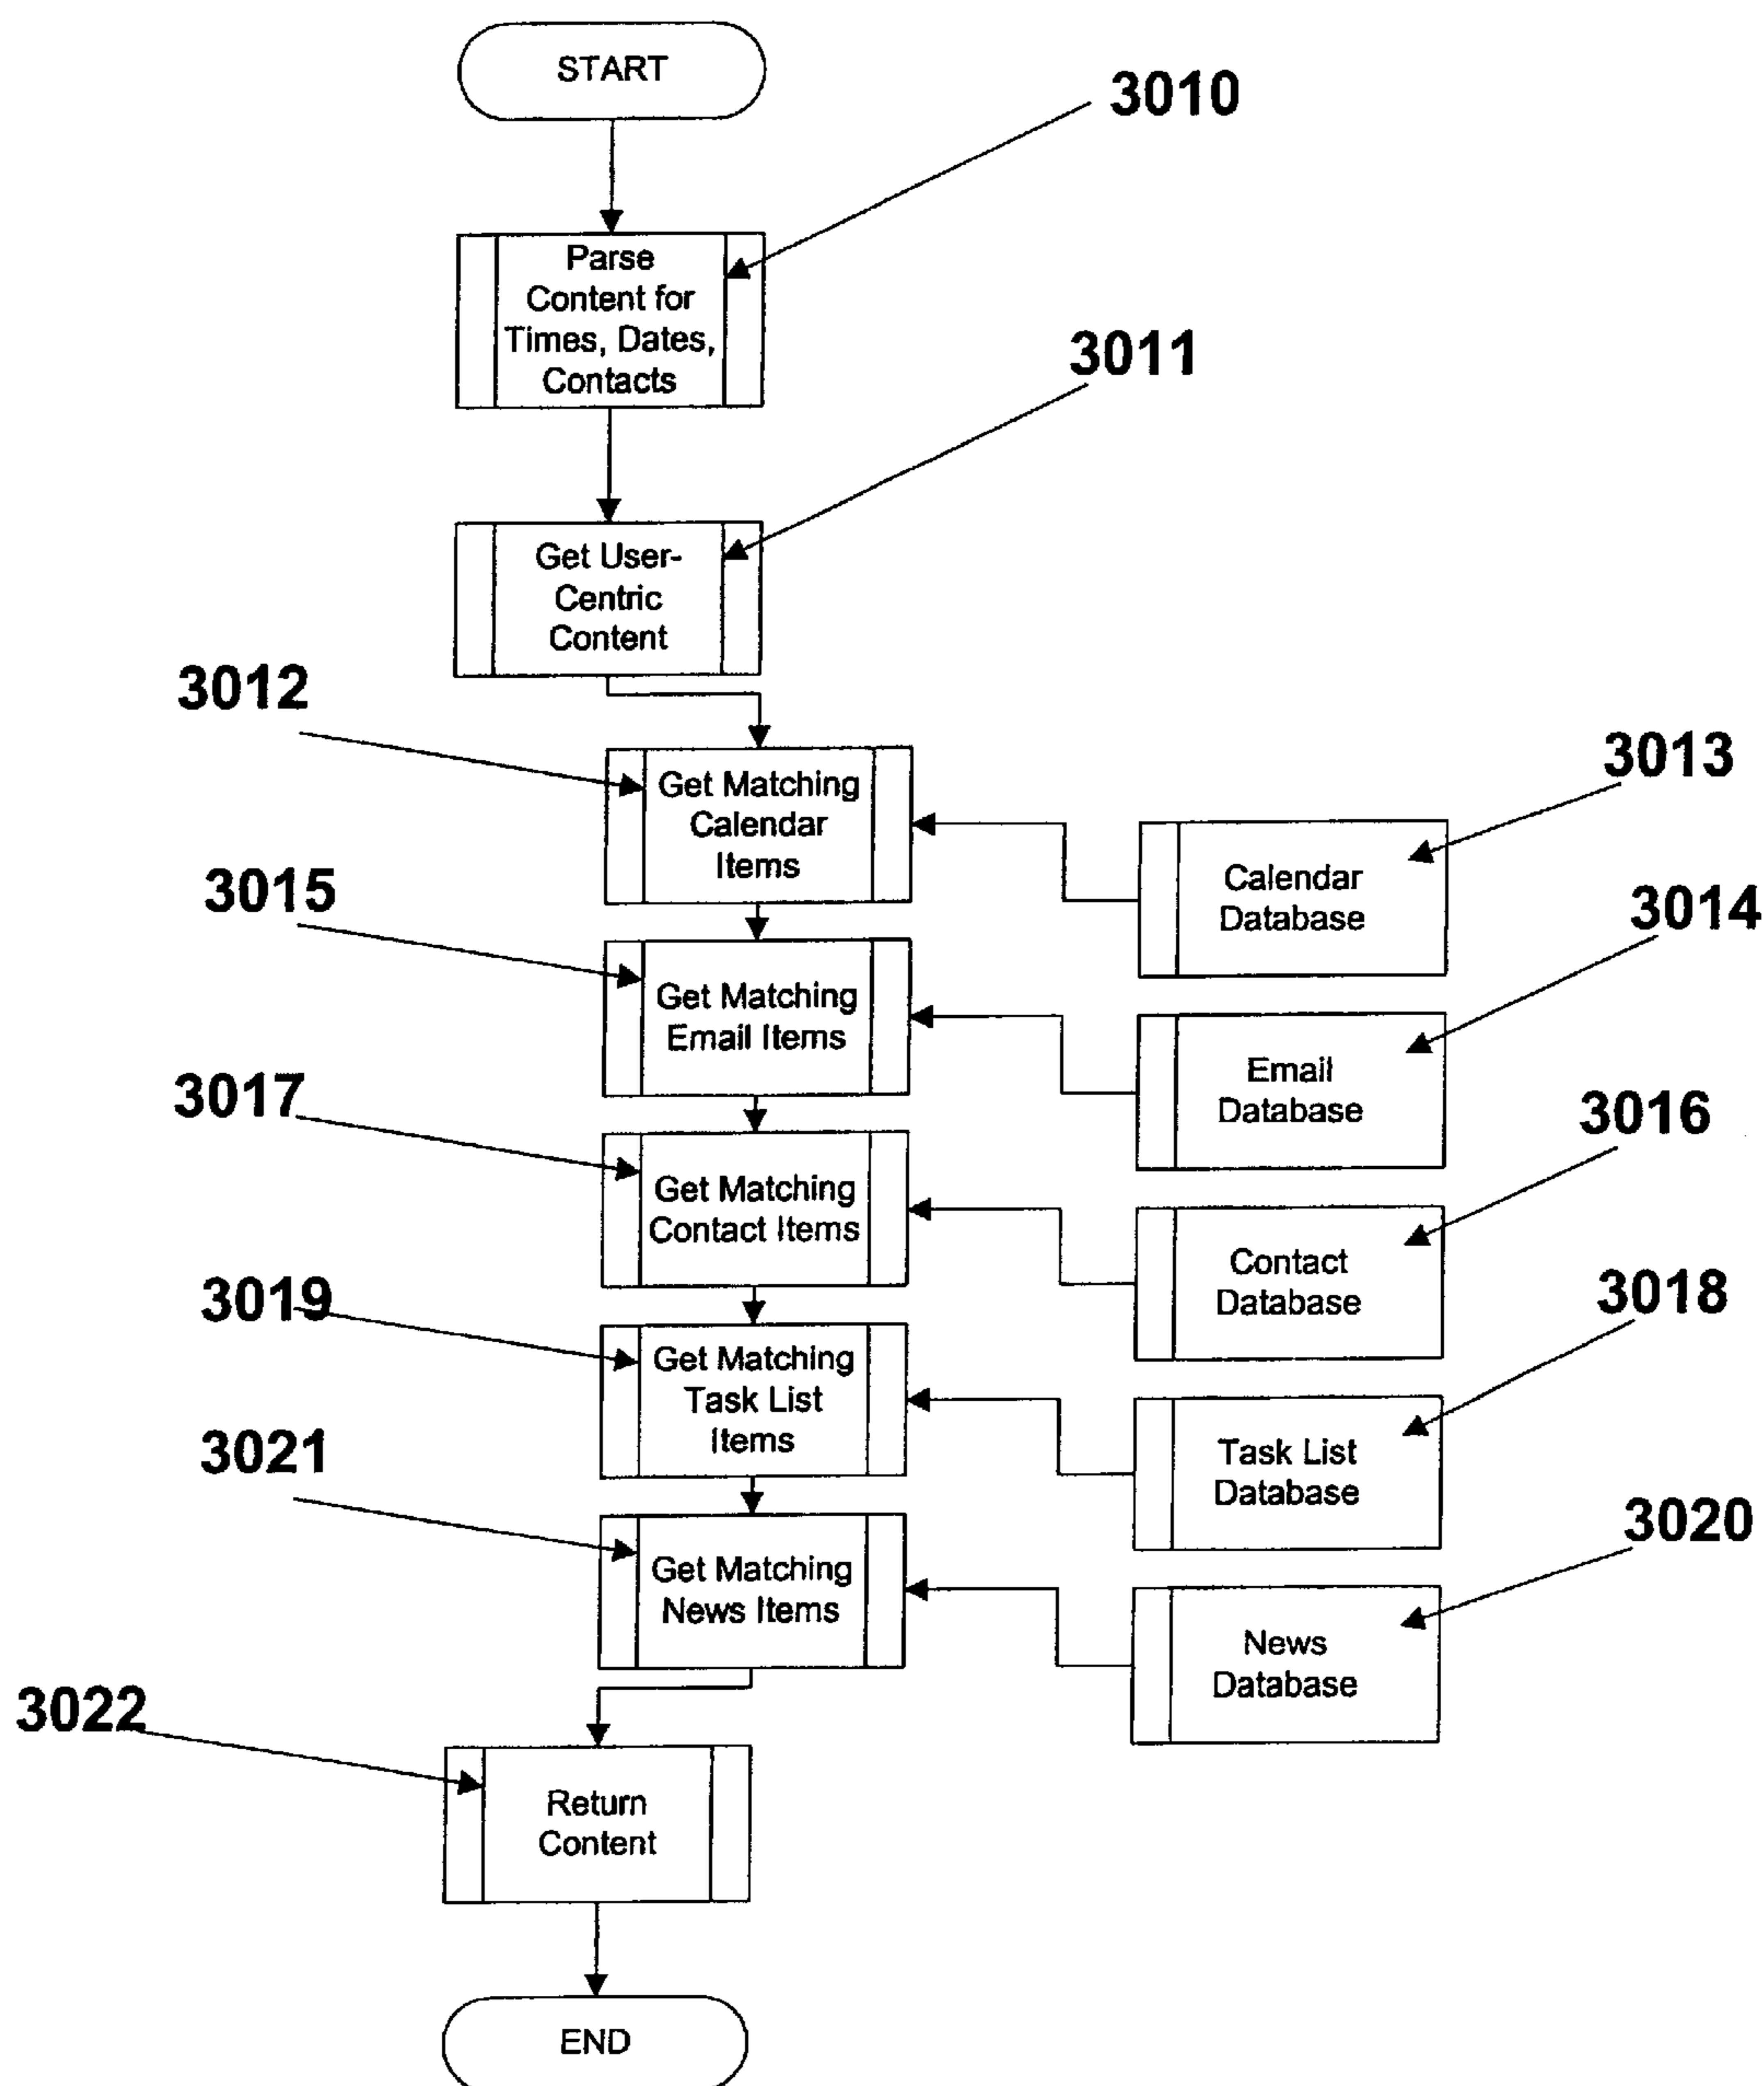 START
3010
Parse
Content for
Times, Dates,
Contacts
3011
Get User-
Centric
Content
3012
Get Matching
Calendar
Items
3013
Calendar
Database
3015
Get Matching
Email Items
3014
Email
Database
3017
Get Matching
Contact Items
3016
Contact
Database
3019
Get Matching
Task List
Items
3018
Task List
Database
3021
Get Matching
News Items
3020
News
Database
3022
Return
Content
END